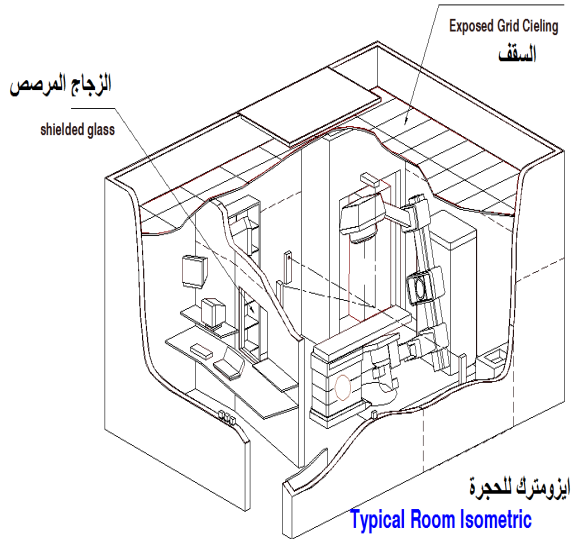 Exposed Grid Cieling
السقف
الزجاج المرصص
shielded glass
ايزومترك للحجرة
Typical Room Isometric